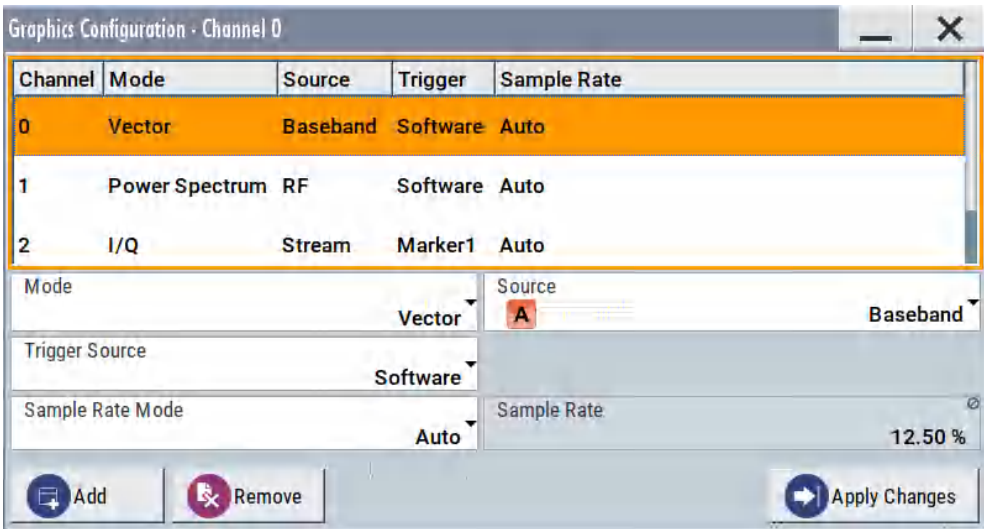 Graphics Configuration - Channel 0
Channel Mode Source Trigger Sample Rate
0 Vector Baseband Software Auto
1 Power Spectrum RF Software Auto
2 I/Q Stream Marker1 Auto
Mode
Vector
Source
A Baseband
Trigger Source
Software
Sample Rate Mode
Auto
Sample Rate
12.50 %
Add Remove Apply Changes